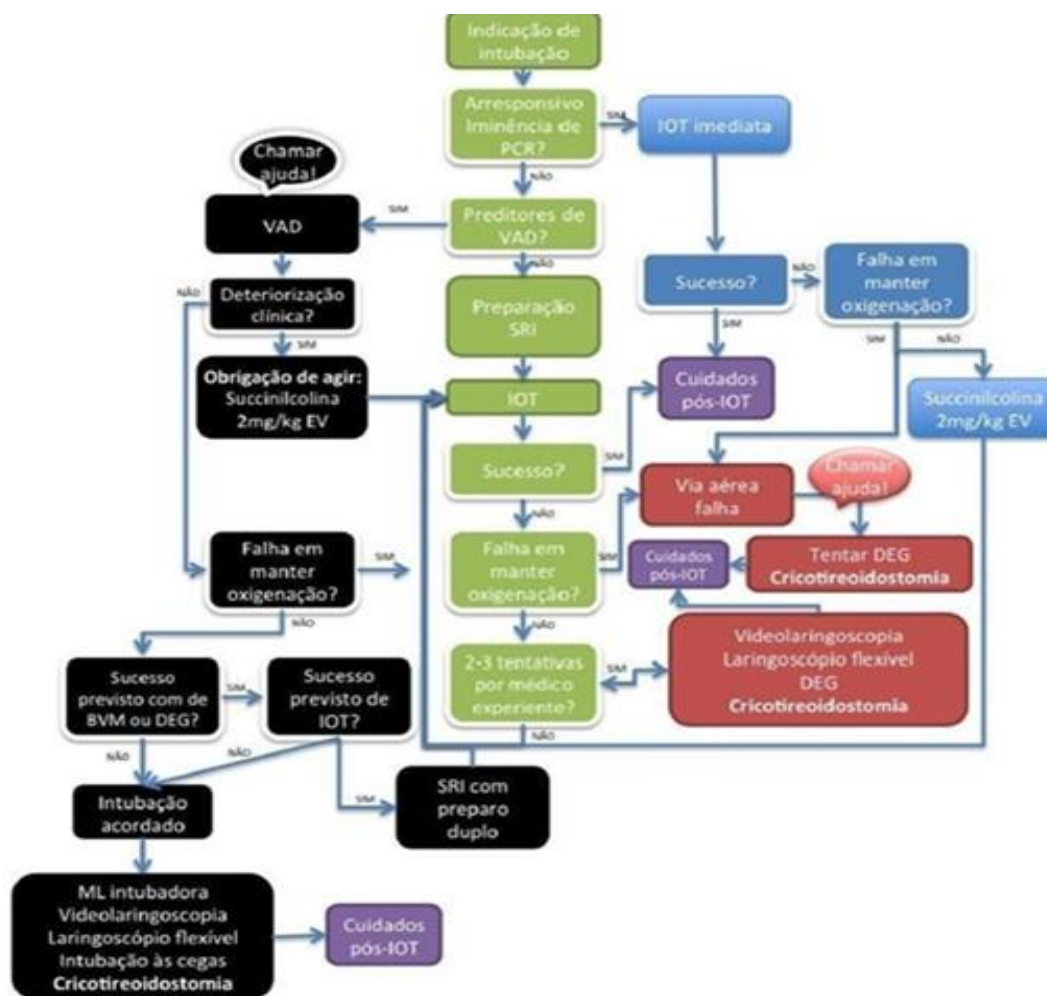 Indicação de
intubação
Arresponsivo
Iminência de
PCR?
SIM
IOT imediata
NÃO
Chamar
ajuda!
VAD
SIM
Preditores de
VAD?
NÃO
Deteriorização
clínica?
NÃO
SIM
Preparação
SRI
Sucesso?
NÃO
SIM
Falha em
manter
oxigenação?
SIM
NÃO
Obrigação de agir:
Succinilcolina
2mg/kg EV
IOT
Cuidados
pós-IOT
Succinilcolina
2mg/kg EV
Sucesso?
SIM
NÃO
Via aérea
falha
Chamar
ajuda!
Falha em
manter
oxigenação?
SIM
NÃO
Falha em
manter
oxigenação?
SIM
NÃO
Cuidados
pós-IOT
Tentar DEG
Cricotireoidostomia
Sucesso
previsto com de
BVM ou DEG?
SIM
NÃO
Sucesso
previsto de
IOT?
NÃO
SIM
2-3 tentativas
por médico
experiente?
SIM
NÃO
Videolaringoscopia
Laringoscópio flexível
DEG
Cricotireoidostomia
Intubação
acordado
SRI com
preparo
duplo
ML intubadora
Videolaringoscopia
Laringoscópio flexível
Intubação às cegas
Cricotireoidostomia
Cuidados
pós-IOT